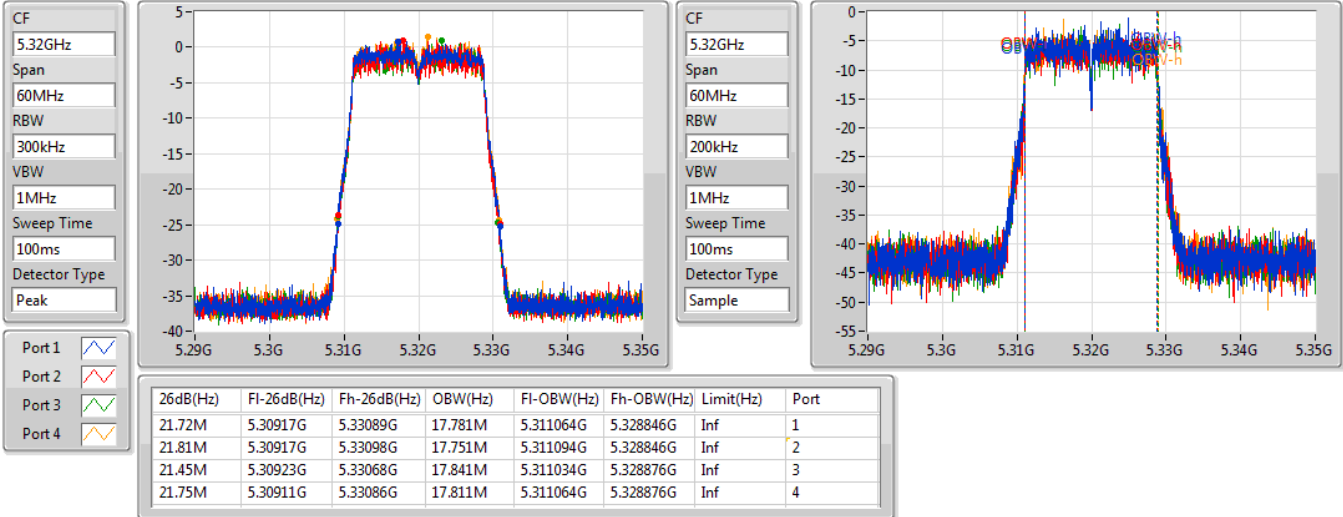 CF
5.32GHz
Span
60MHz
RBW
300kHz
VBW
1MHz
Sweep Time
100ms
Detector Type
Peak
5
0
-5
-10
-15
-20
-25
-30
-35
-40
5.29G 5.3G 5.31G 5.32G 5.33G 5.34G 5.35G
CF
5.32GHz
Span
60MHz
RBW
200kHz
VBW
1MHz
Sweep Time
100ms
Detector Type
Sample
0
-5
-10
-15
-20
-25
-30
-35
-40
-45
-50
-55
OBW-h
5.29G 5.3G 5.31G 5.32G 5.33G 5.34G 5.35G
Port 1
Port 2
Port 3
Port 4
26dB(Hz) Fl-26dB(Hz) Fh-26dB(Hz) OBW(Hz) Fl-OBW(Hz) Fh-OBW(Hz) Limit(Hz) Port
21.72M 5.30917G 5.33089G 17.781M 5.311064G 5.328846G Inf 1
21.81M 5.30917G 5.33098G 17.751M 5.311094G 5.328846G Inf 2
21.45M 5.30923G 5.33068G 17.841M 5.311034G 5.328876G Inf 3
21.75M 5.30911G 5.33086G 17.811M 5.311064G 5.328876G Inf 4